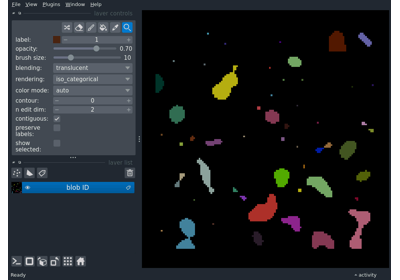 File View Plugins Window Help
layer controls
label: 1
opacity: 0.70
brush size: 10
blending: translucent
rendering: iso_categorical
color mode: auto
contour: 0
n edit dim: 2
contiguous:
preserve
labels:
show
selected:
layer list
blob ID
Ready
activity